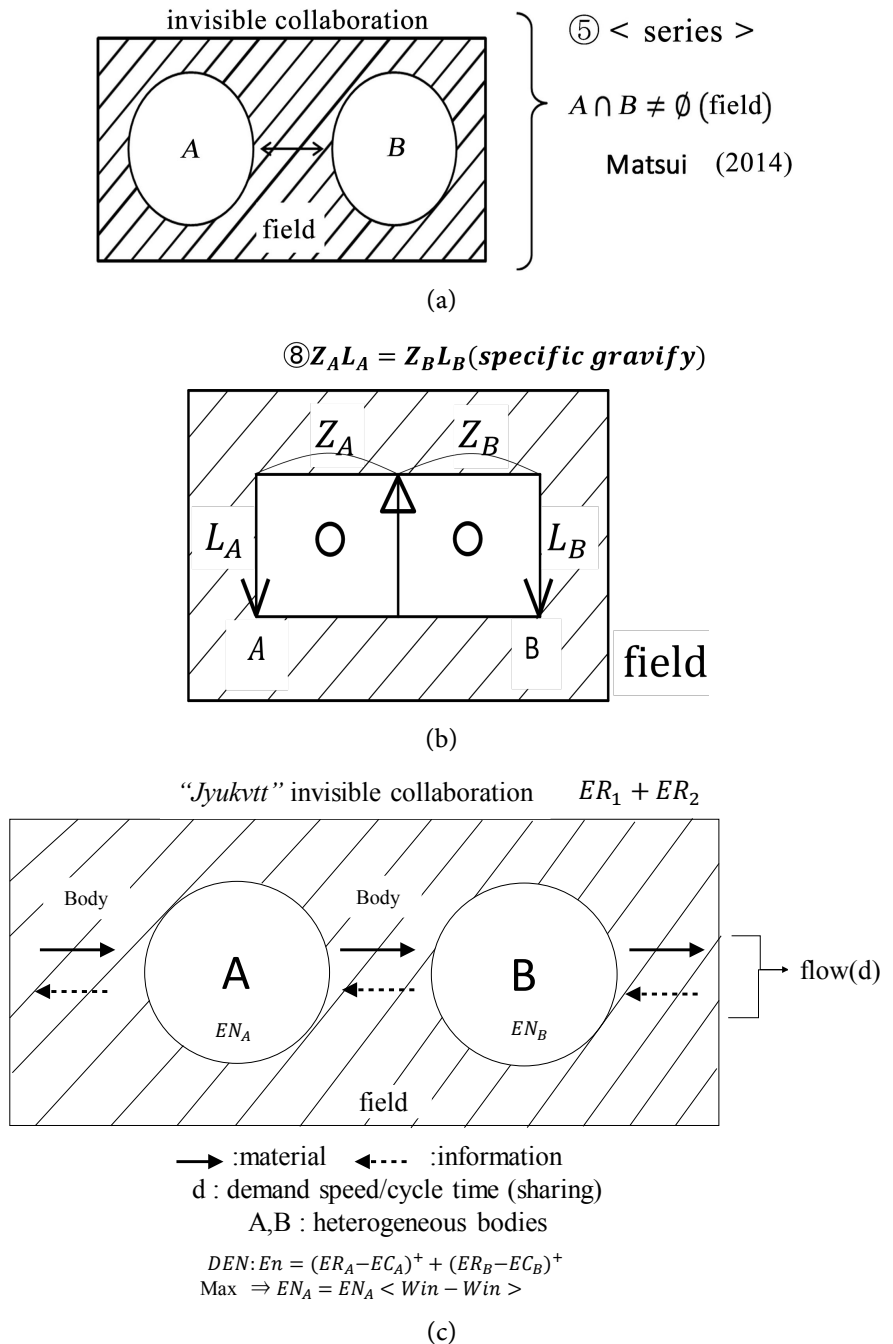 invisible collaboration
⑤ < series >
A ∩ B ≠ ∅ (field)
Matsui (2014)
A
B
field
(a)
⑧Z_A L_A = Z_B L_B(specific gravify)
Z_A Z_B
L_A L_B
A B
field
(b)
“Jyukvtt” invisible collaboration ER_1 + ER_2
Body Body
A B
flow(d)
EN_A EN_B
field
:material :information
d : demand speed/cycle time (sharing)
A,B : heterogeneous bodies
DEN: En = (ER_A−EC_A)^+ + (ER_B−EC_B)^+
Max ⇒ EN_A = EN_A < Win − Win >
(c)